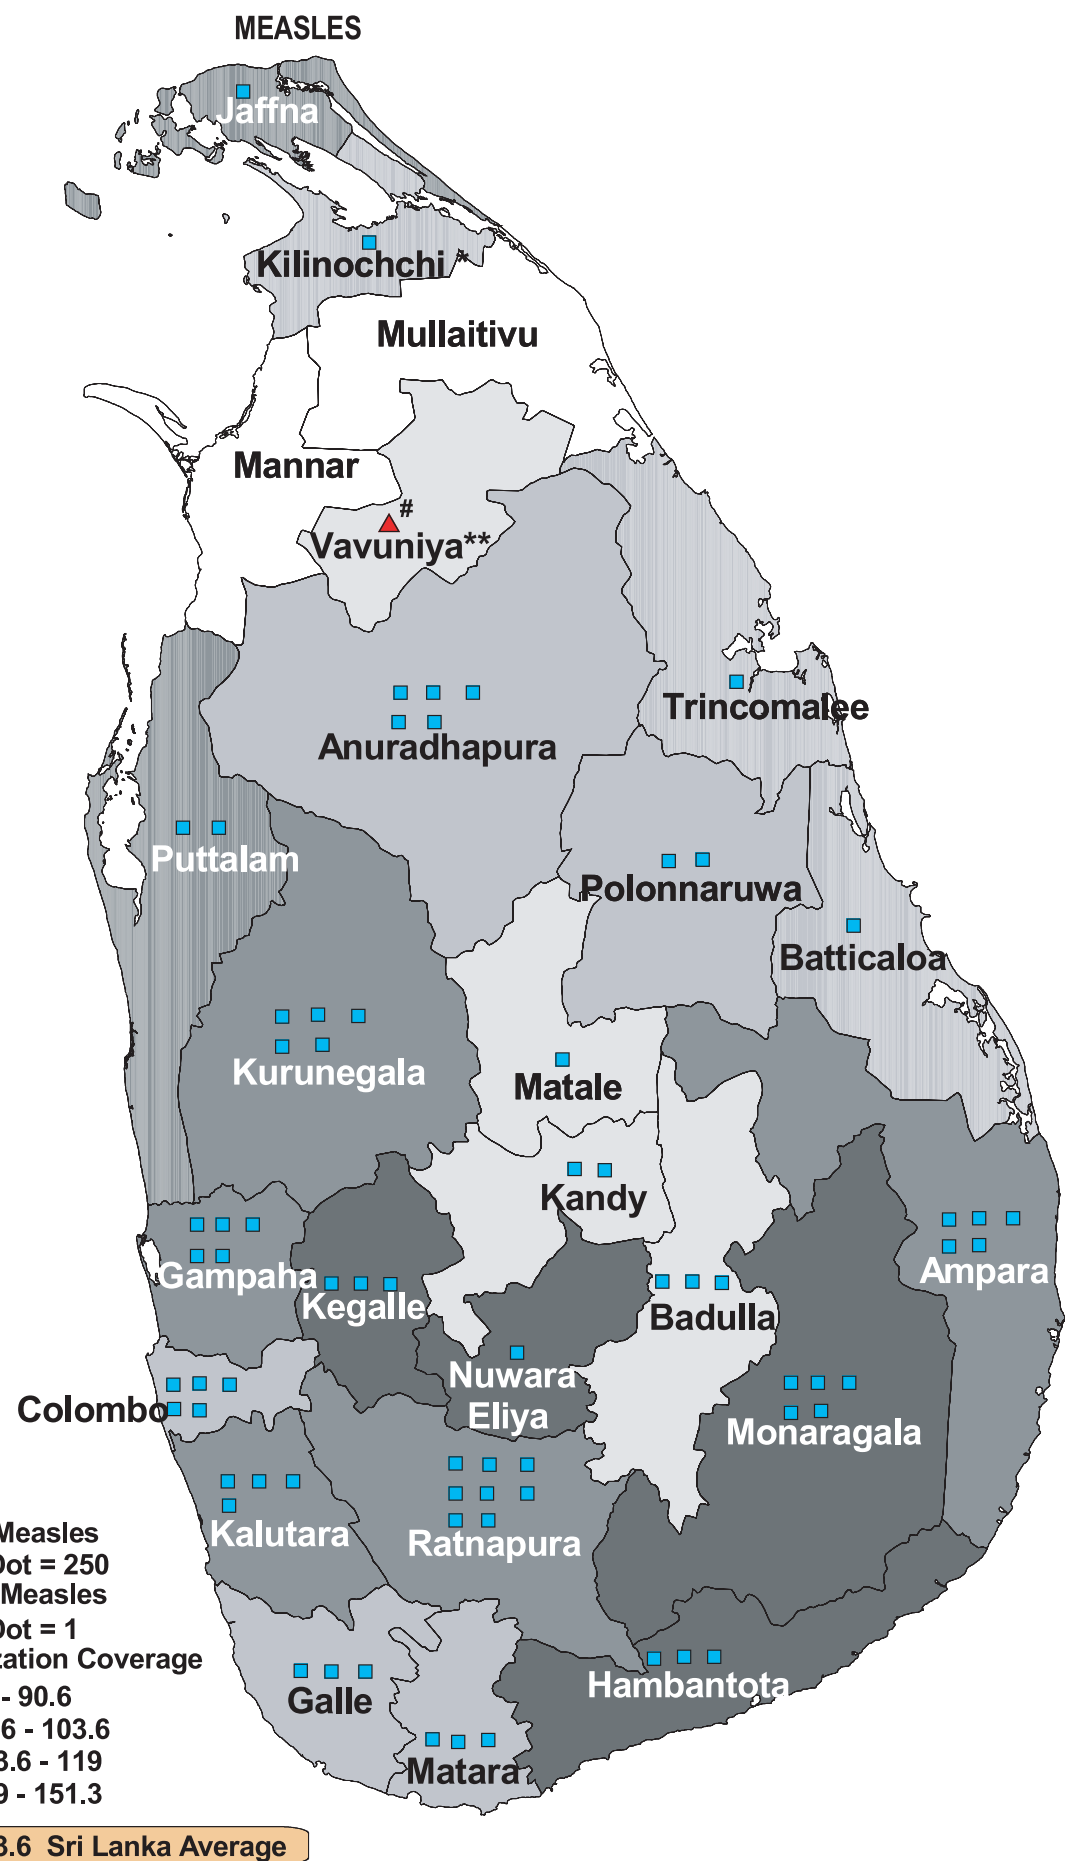 MEASLES
Jaffna
Kilinochchi *
Mullaitivu
Mannar
#
Vavuniya**
Trincomalee
Anuradhapura
Puttalam
Polonnaruwa
Batticaloa
Kurunegala
Matale
Kandy
Gampaha
Ampara
Kegalle
Badulla
Nuwara
Eliya
Colombo
Monaragala
Kalutara
Ratnapura
Measles
Dot = 250
Measles
Dot = 1
zation Coverage
- 90.6
6 - 103.6
3.6 - 119
9 - 151.3
Hambantota
Galle
Matara
3.6 Sri Lanka Average